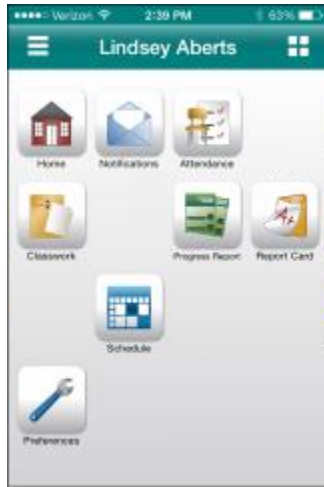 Verizon 2:39 PM 63%
Lindsey Aberts
Home Notifications Attendance
Classwork Progress Report Report Card
Schedule
Preferences